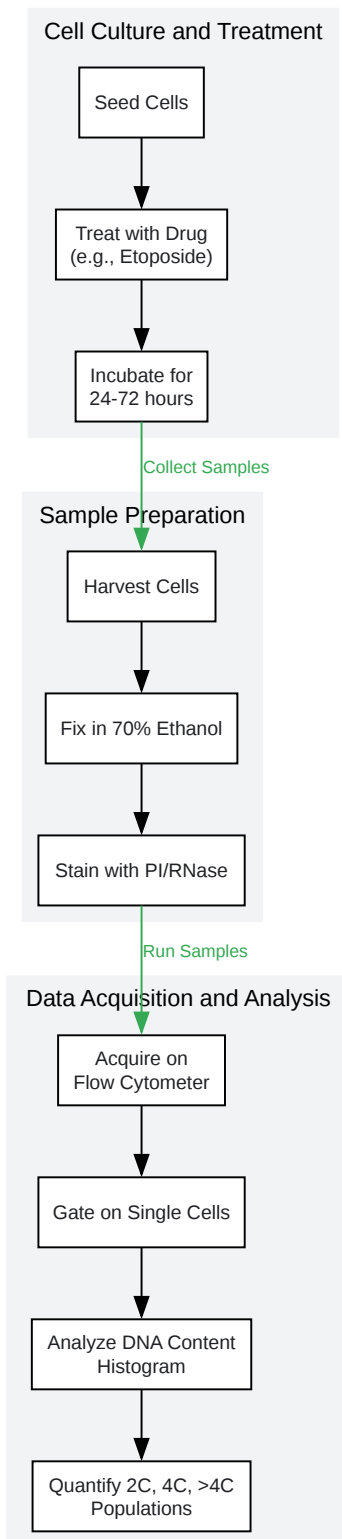 Cell Culture and Treatment
Seed Cells
Treat with Drug
(e.g., Etoposide)
Incubate for
24-72 hours
Collect Samples
Sample Preparation
Harvest Cells
Fix in 70% Ethanol
Stain with PI/RNase
Run Samples
Data Acquisition and Analysis
Acquire on
Flow Cytometer
Gate on Single Cells
Analyze DNA Content
Histogram
Quantify 2C, 4C, >4C
Populations